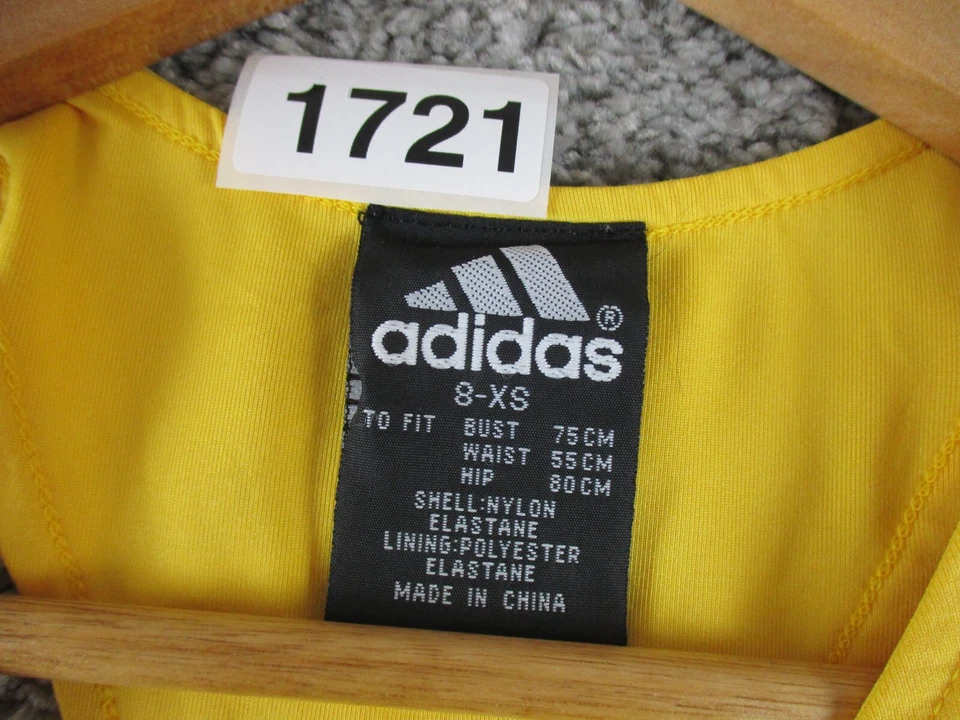 1721
adidas®
8-XS
TO FIT BUST 75CM
WAIST 55CM
HIP 80CM
SHELL:NYLON
ELASTANE
LINING:POLYESTER
ELASTANE
MADE IN CHINA